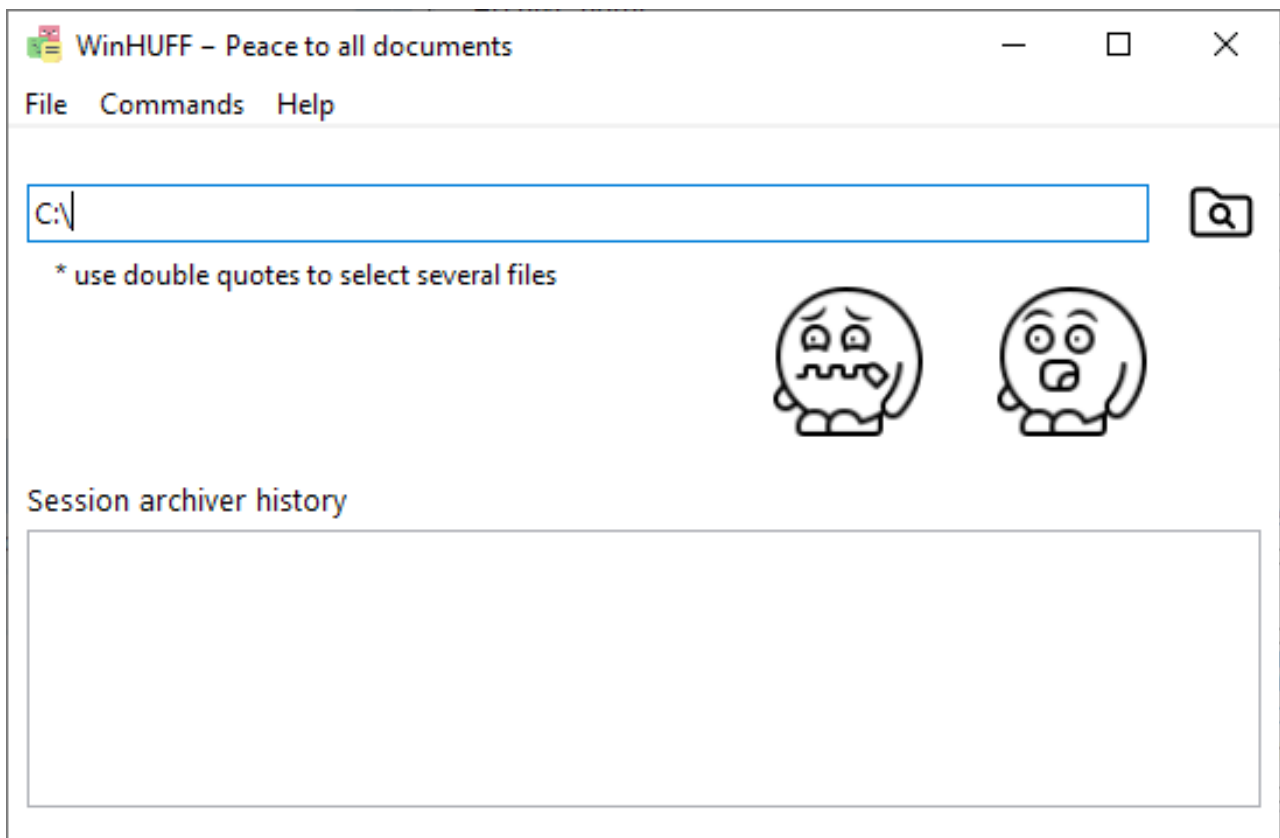 WinHUFF – Peace to all documents
File Commands Help
C:\
* use double quotes to select several files
Session archiver history